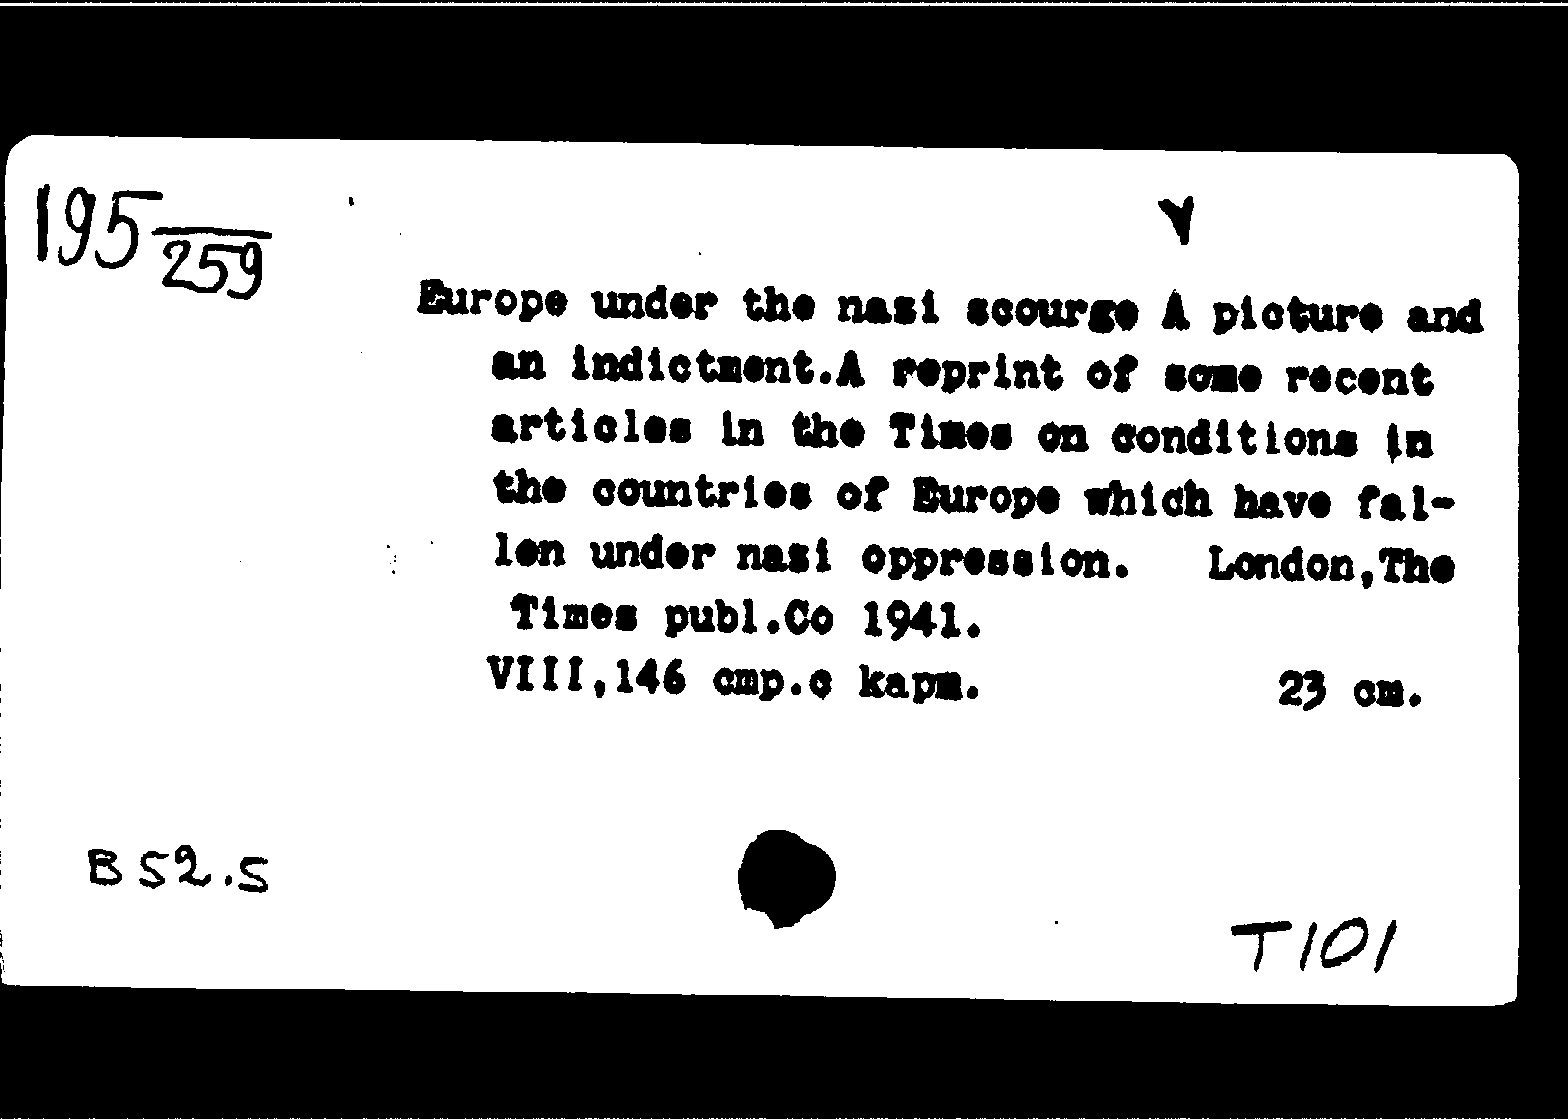 195/259
Europe under the nazi scourge A picture and
an indictment.A reprint of some recent
articles in the Times on conditions in
the countries of Europe which have fal-
len under nazi oppression. London,The
Times publ.Co 1941.
VIII,146 стр.с карт. 23 см.
B 52.5
T101